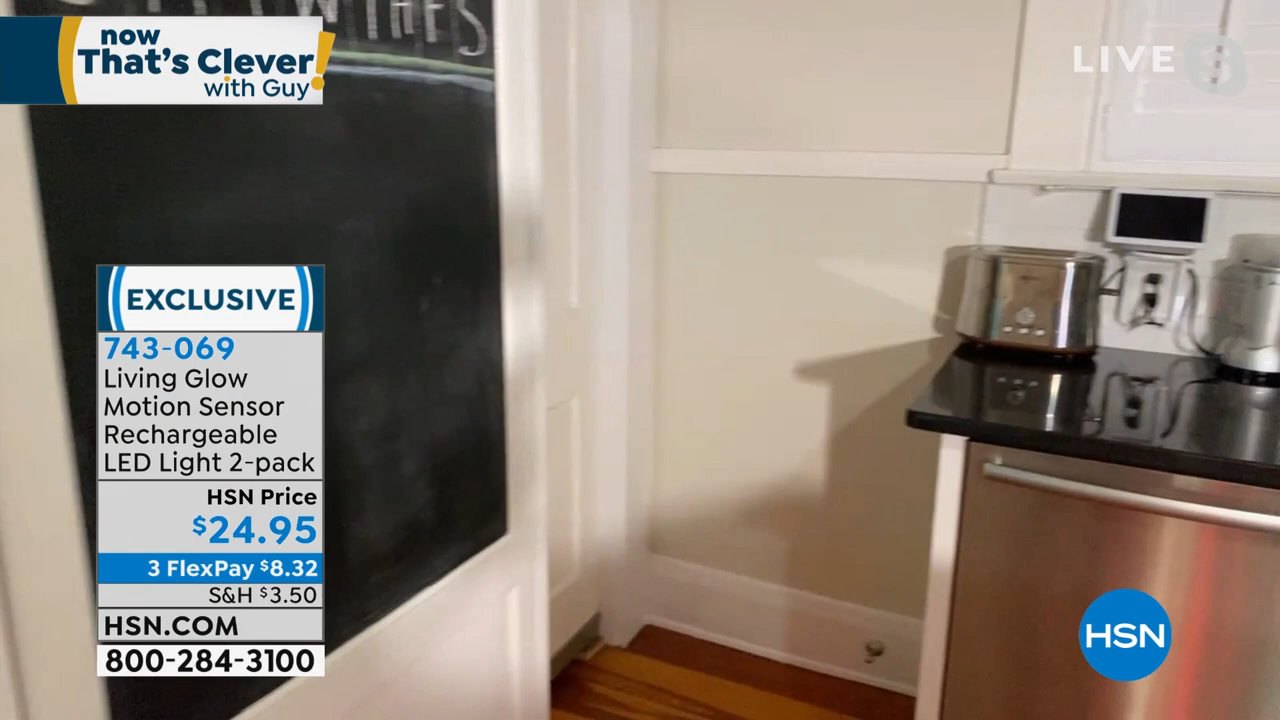 now
That's Clever!
with Guy
LIVE
EXCLUSIVE
743-069
Living Glow
Motion Sensor
Rechargeable
LED Light 2-pack
HSN Price
$24.95
3 FlexPay $8.32
S&H $3.50
HSN.COM
800-284-3100
HSN